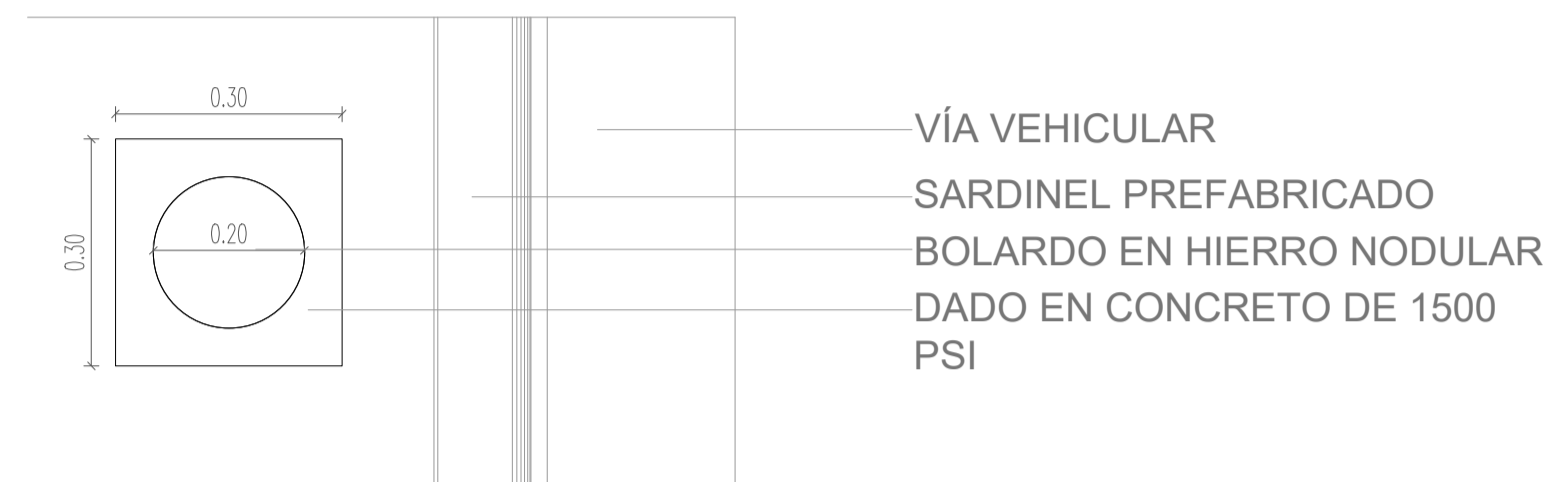 0.30
VÍA VEHICULAR
SARDINEL PREFABRICADO
0.30
0.20
BOLARDO EN HIERRO NODULAR
DADO EN CONCRETO DE 1500
PSI